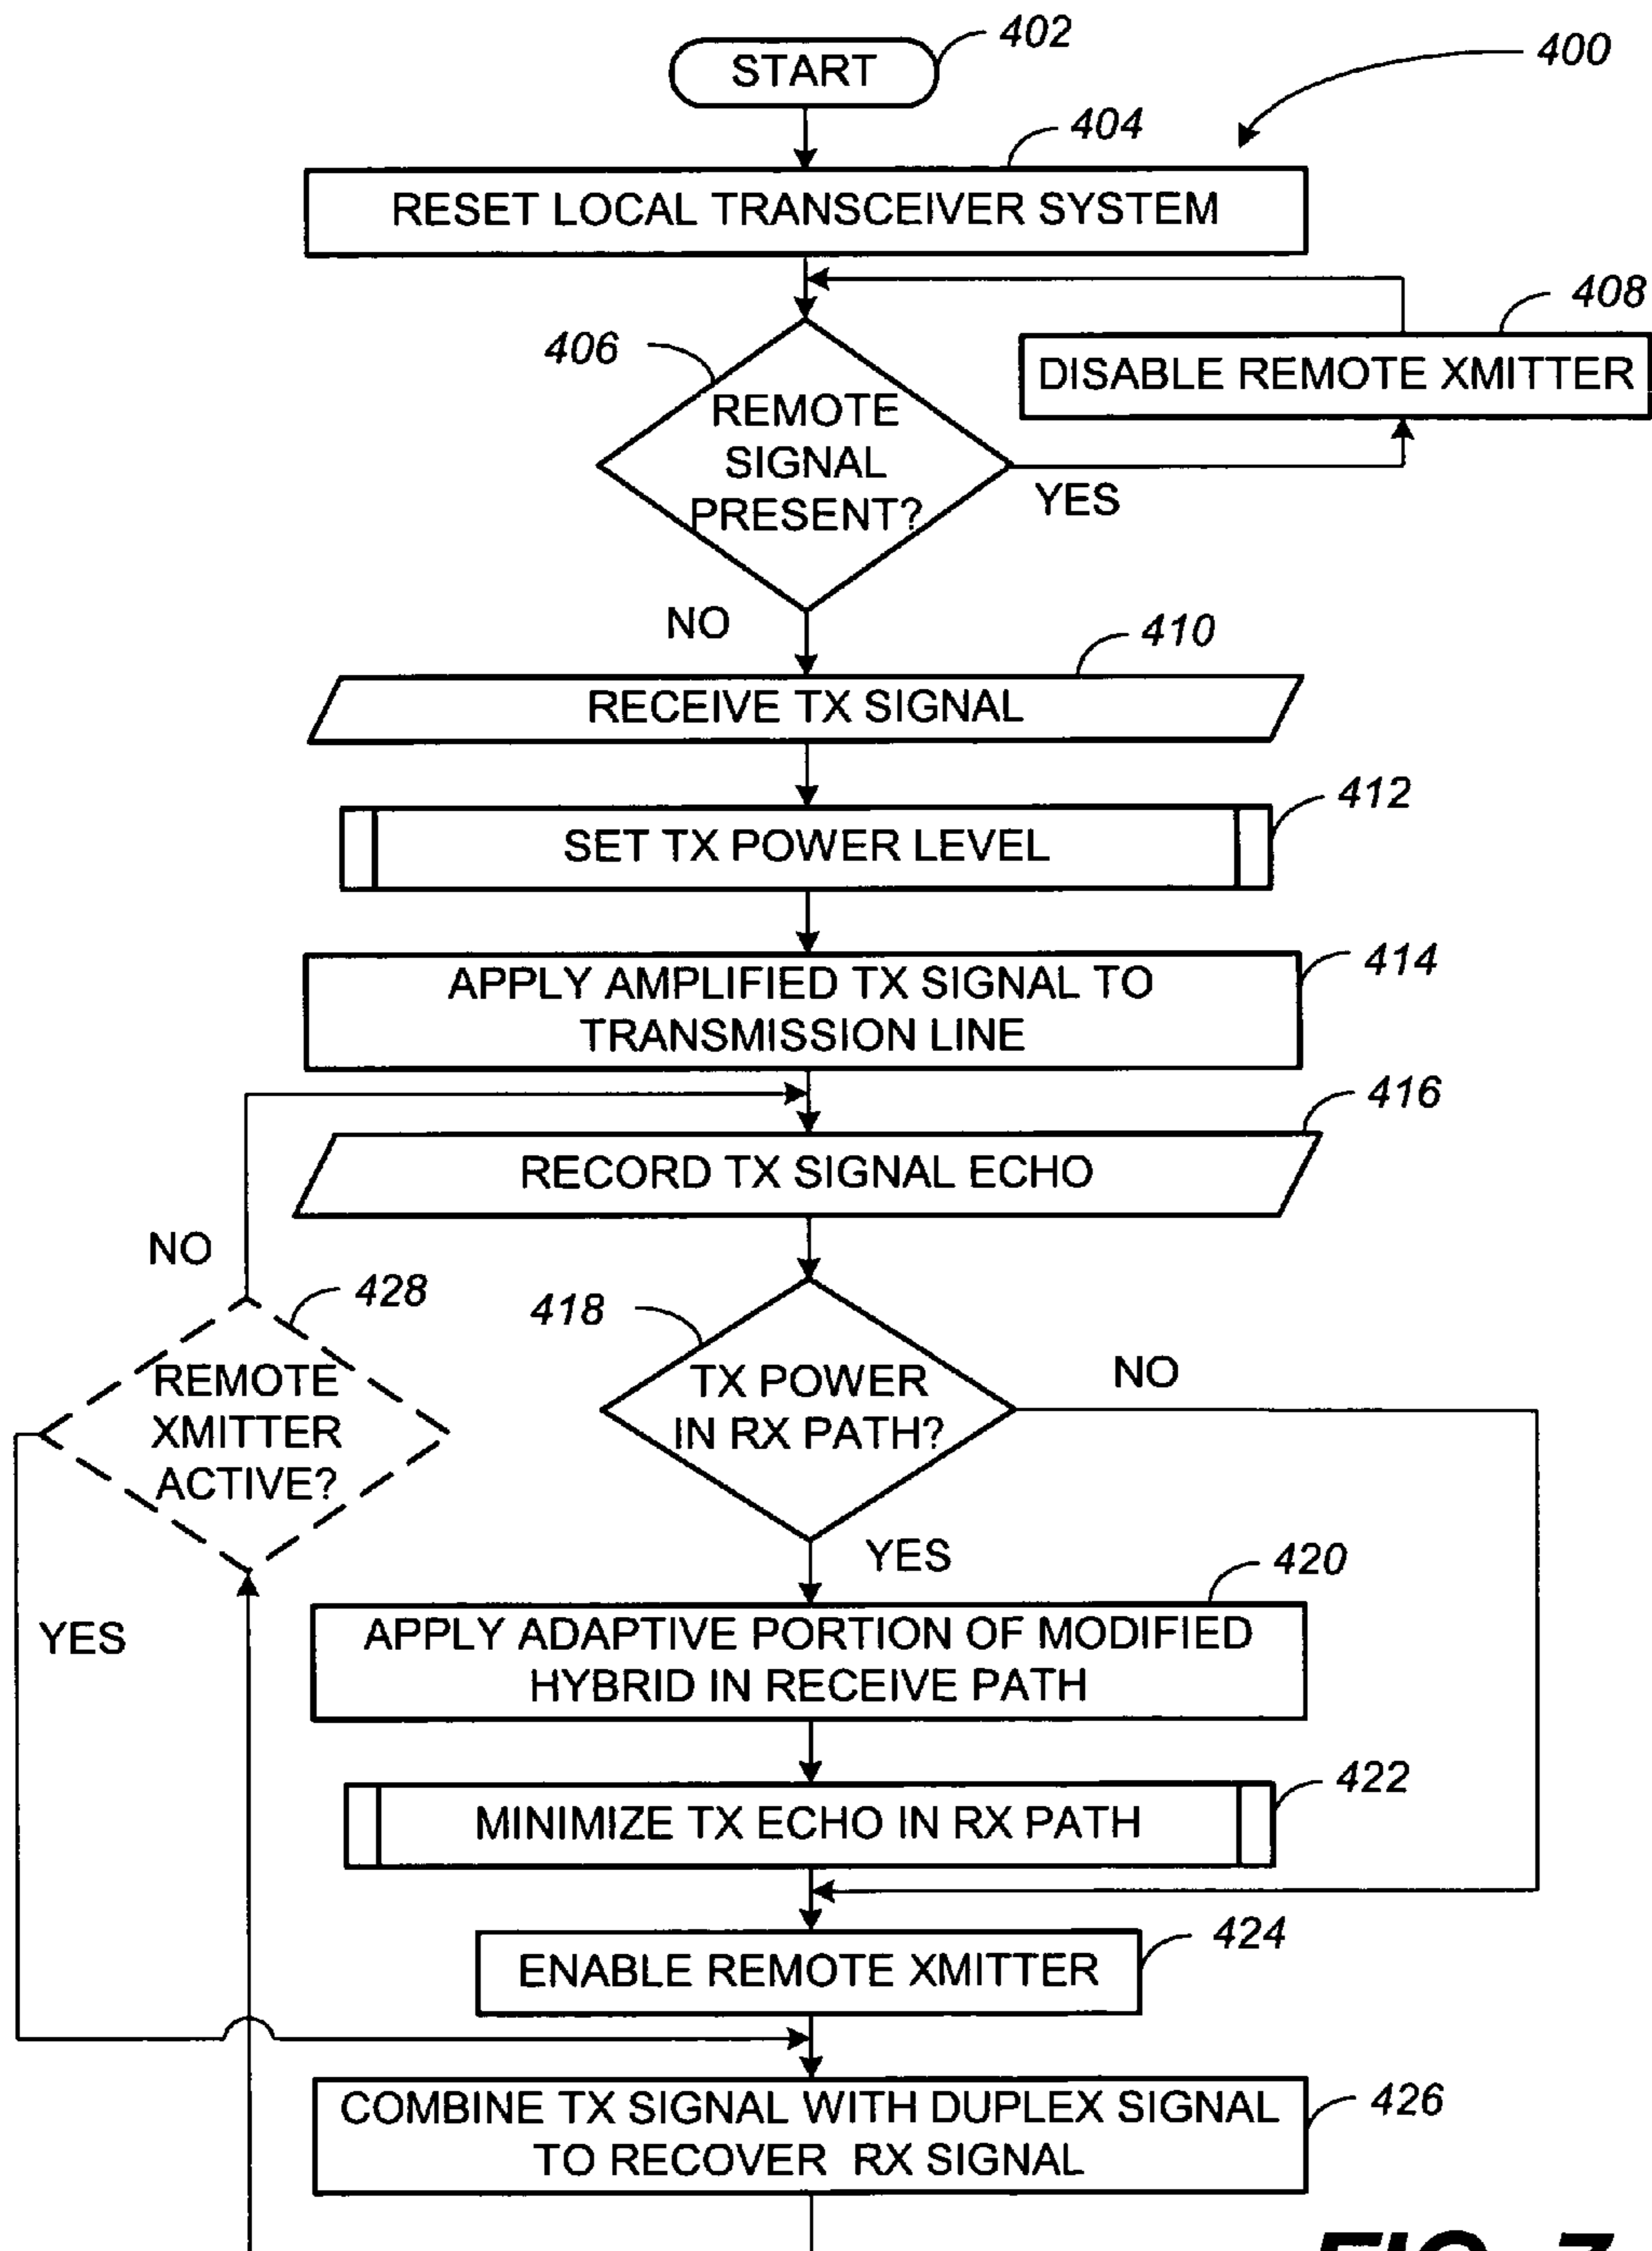 402
START
400
404
RESET LOCAL TRANSCEIVER SYSTEM
408
406
DISABLE REMOTE XMITTER
REMOTE
SIGNAL
PRESENT?
YES
NO
410
RECEIVE TX SIGNAL
412
SET TX POWER LEVEL
414
APPLY AMPLIFIED TX SIGNAL TO
TRANSMISSION LINE
416
RECORD TX SIGNAL ECHO
NO
428
418
REMOTE
XMITTER
ACTIVE?
TX POWER
IN RX PATH?
NO
YES
YES
420
APPLY ADAPTIVE PORTION OF MODIFIED
HYBRID IN RECEIVE PATH
422
MINIMIZE TX ECHO IN RX PATH
424
ENABLE REMOTE XMITTER
426
COMBINE TX SIGNAL WITH DUPLEX SIGNAL
TO RECOVER RX SIGNAL